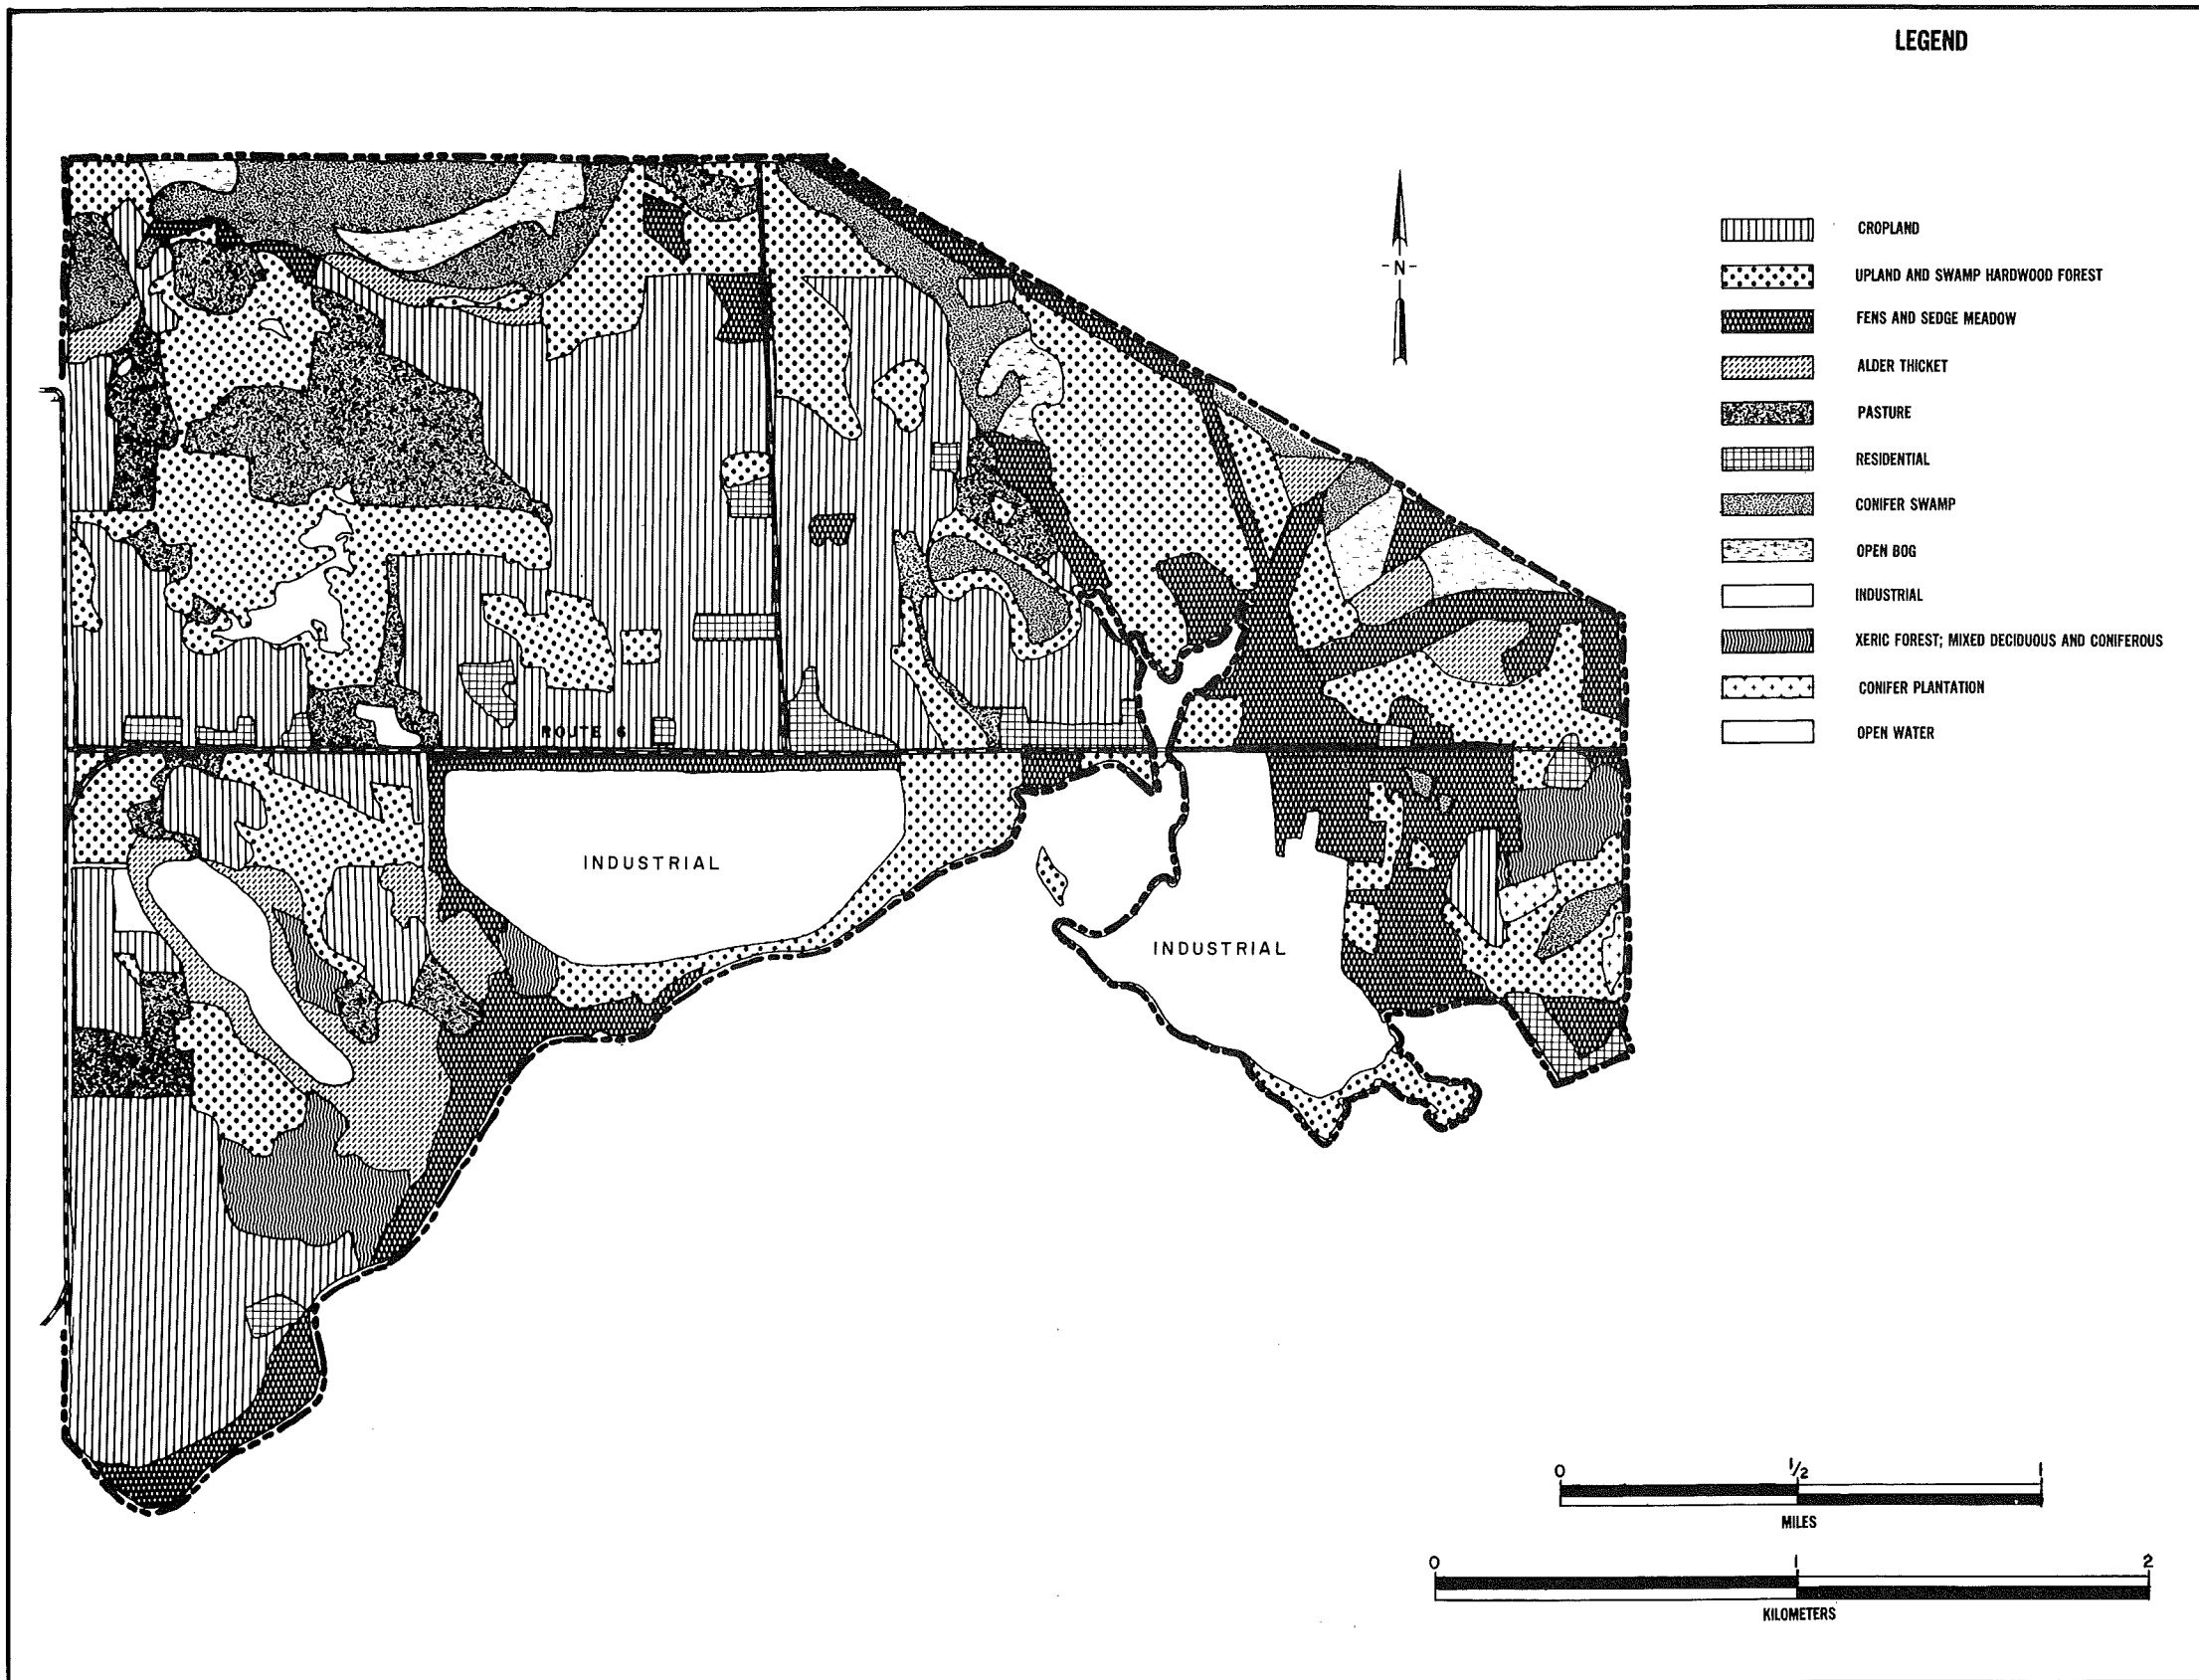 LEGEND
-N-
CROPLAND
UPLAND AND SWAMP HARDWOOD FOREST
FENS AND SEDGE MEADOW
ALDER THICKET
PASTURE
RESIDENTIAL
CONIFER SWAMP
OPEN BOG
INDUSTRIAL
XERIC FOREST; MIXED DECIDUOUS AND CONIFEROUS
CONIFER PLANTATION
OPEN WATER
ROUTE 6
INDUSTRIAL
INDUSTRIAL
0 1/2 1
MILES
0 1 2
KILOMETERS